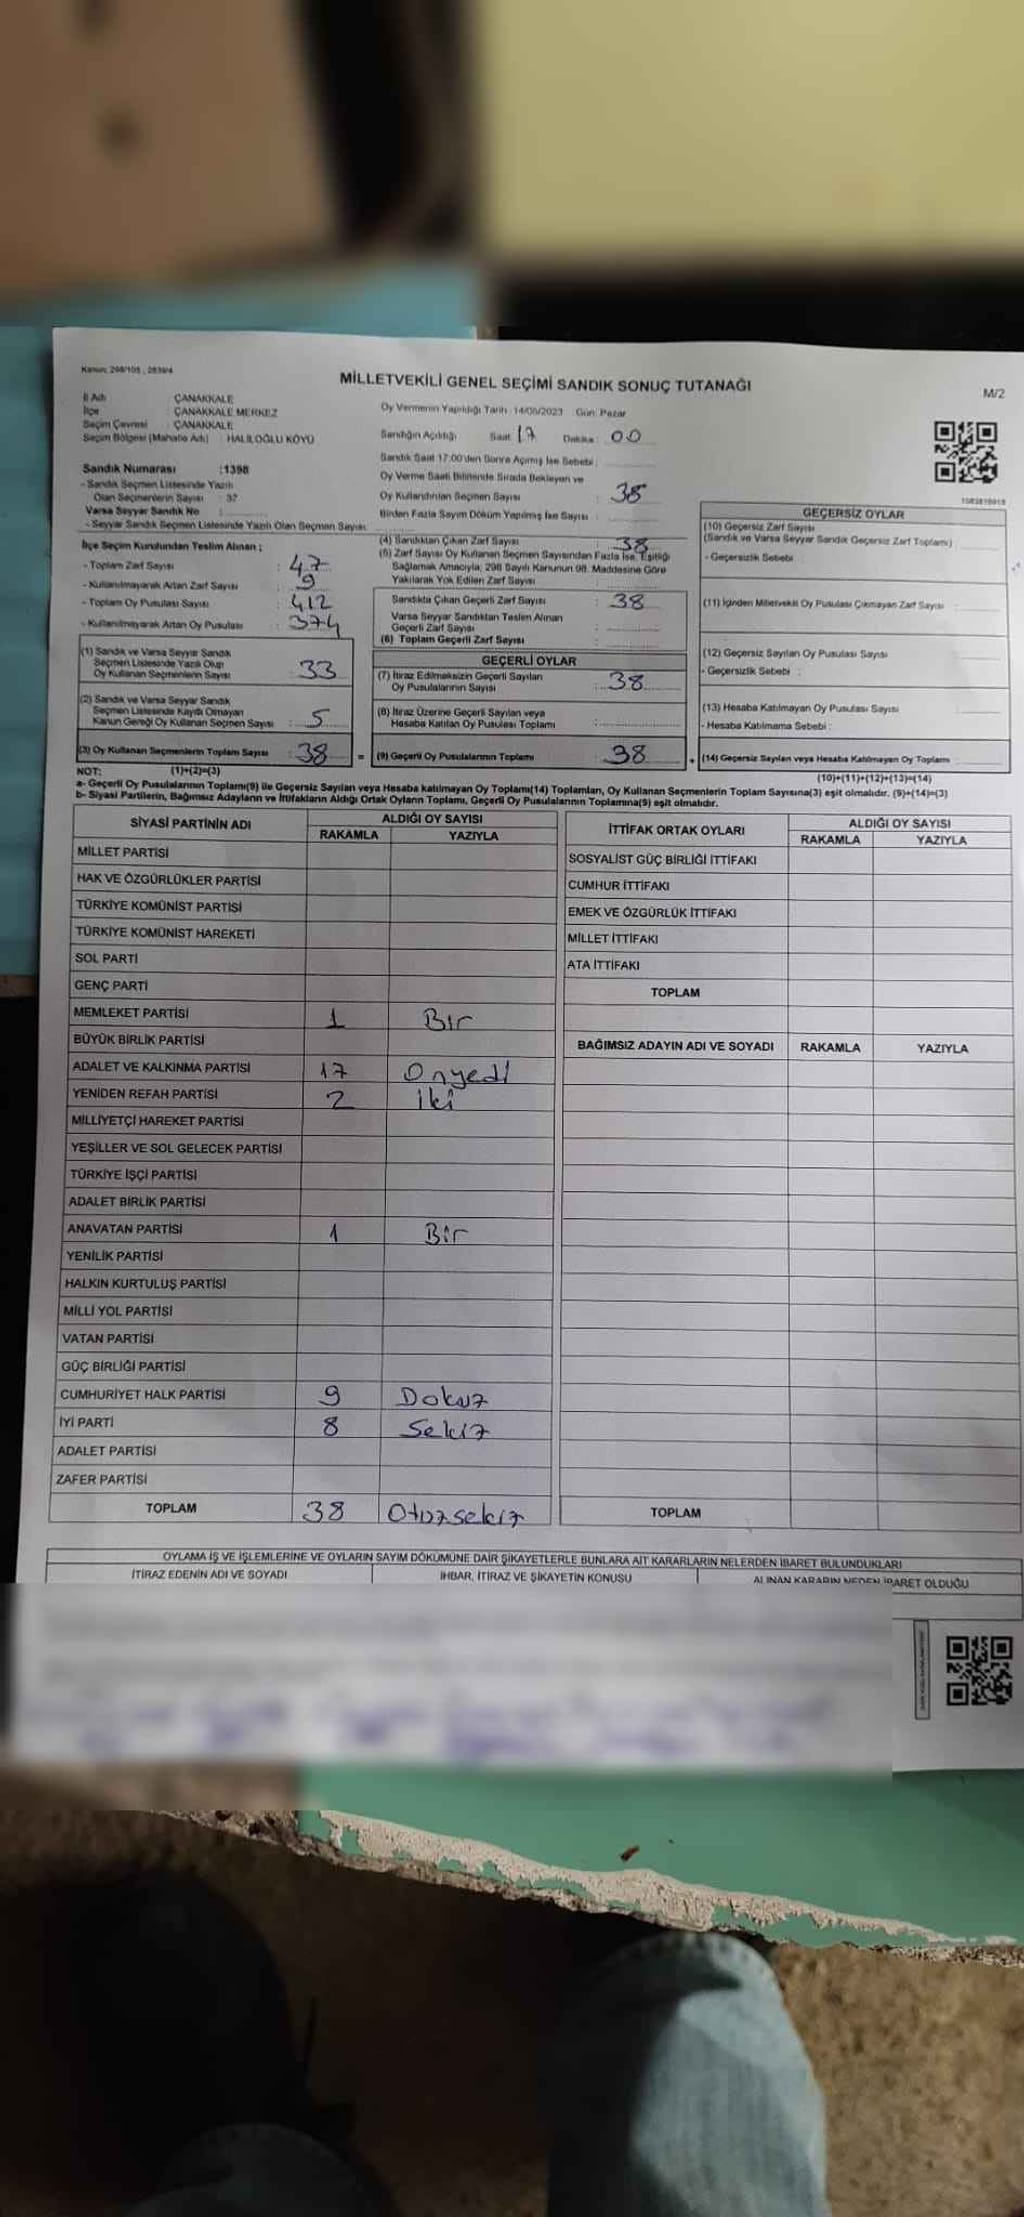 Kanun: 298/105 , 2839/4
MİLLETVEKİLİ GENEL SEÇİMİ SANDIK SONUÇ TUTANAĞI
M/2
İl Adı : ÇANAKKALE
İlçe : ÇANAKKALE MERKEZ
Seçim Çevresi : ÇANAKKALE
Seçim Bölgesi (Mahalle Adı) : HALİLOĞLU KÖYÜ
Oy Vermenin Yapıldığı Tarih :14/05/2023 Gün: Pazar
Sandığın Açıldığı Saat : 17 Dakika : 00
Sandık Saat 17:00'den Sonra Açılmış İse Sebebi :
Oy Verme Saati Bitiminde Sırada Bekleyen ve
Oy Kullandırılan Seçmen Sayısı : 38
Birden Fazla Sayım Döküm Yapılmış İse Sayısı :
Sandık Numarası :1398
- Sandık Seçmen Listesinde Yazılı
Olan Seçmenlerin Sayısı : 37
Varsa Seyyar Sandık No :
- Seyyar Sandık Seçmen Listesinde Yazılı Olan Seçmen Sayısı:
İlçe Seçim Kurulundan Teslim Alınan ;
- Toplam Zarf Sayısı : 47
- Kullanılmayarak Artan Zarf Sayısı : 9
- Toplam Oy Pusulası Sayısı : 412
- Kullanılmayarak Artan Oy Pusulası : 374
(1) Sandık ve Varsa Seyyar Sandık
Seçmen Listesinde Yazılı Olup
Oy Kullanan Seçmenlerin Sayısı : 33
(2) Sandık ve Varsa Seyyar Sandık
Seçmen Listesinde Kaydı Olmayan
Kanun Gereği Oy Kullanan Seçmen Sayısı : 5
(3) Oy Kullanan Seçmenlerin Toplam Sayısı : 38
(4) Sandıktan Çıkan Zarf Sayısı : 38
(5) Zarf Sayısı Oy Kullanan Seçmen Sayısından Fazla İse, Eşitliği
Sağlamak Amacıyla, 298 Sayılı Kanunun 98. Maddesine Göre
Yakılarak Yok Edilen Zarf Sayısı :
Sandıkta Çıkan Geçerli Zarf Sayısı : 38
Varsa Seyyar Sandıktan Teslim Alınan
Geçerli Zarf Sayısı :
(6) Toplam Geçerli Zarf Sayısı :
GEÇERLİ OYLAR
(7) İtiraz Edilmeksizin Geçerli Sayılan
Oy Pusulalarının Sayısı : 38
(8) İtiraz Üzerine Geçerli Sayılan veya
Hesaba Katılan Oy Pusulası Toplamı :
= (9) Geçerli Oy Pusulalarının Toplamı : 38 +
GEÇERSİZ OYLAR
(10) Geçersiz Zarf Sayısı
(Sandık ve Varsa Seyyar Sandık Geçersiz Zarf Toplamı) :
- Geçersizlik Sebebi :
(11) İçinden Milletvekili Oy Pusulası Çıkmayan Zarf Sayısı :
(12) Geçersiz Sayılan Oy Pusulası Sayısı :
- Geçersizlik Sebebi :
(13) Hesaba Katılmayan Oy Pusulası Sayısı :
- Hesaba Katılmama Sebebi :
(14) Geçersiz Sayılan veya Hesaba Katılmayan Oy Toplamı :
NOT: (1)+(2)=(3)
(10)+(11)+(12)+(13)=(14)
a- Geçerli Oy Pusulalarının Toplamı(9) ile Geçersiz Sayılan veya Hesaba katılmayan Oy Toplamı(14) Toplamları, Oy Kullanan Seçmenlerin Toplam Sayısına(3) eşit olmalıdır. (9)+(14)=(3)
b- Siyasi Partilerin, Bağımsız Adayların ve İttifakların Aldığı Ortak Oyların Toplamı, Geçerli Oy Pusulalarının Toplamına(9) eşit olmalıdır.
SİYASİ PARTİNİN ADI ALDIĞI OY SAYISI
RAKAMLA YAZIYLA
MİLLET PARTİSİ
HAK VE ÖZGÜRLÜKLER PARTİSİ
TÜRKİYE KOMÜNİST PARTİSİ
TÜRKİYE KOMÜNİST HAREKETİ
SOL PARTİ
GENÇ PARTİ
MEMLEKET PARTİSİ 1 Bir
BÜYÜK BİRLİK PARTİSİ
ADALET VE KALKINMA PARTİSİ 17 Onyedi
YENİDEN REFAH PARTİSİ 2 iki
MİLLİYETÇİ HAREKET PARTİSİ
YEŞİLLER VE SOL GELECEK PARTİSİ
TÜRKİYE İŞÇİ PARTİSİ
ADALET BİRLİK PARTİSİ
ANAVATAN PARTİSİ 1 Bir
YENİLİK PARTİSİ
HALKIN KURTULUŞ PARTİSİ
MİLLİ YOL PARTİSİ
VATAN PARTİSİ
GÜÇ BİRLİĞİ PARTİSİ
CUMHURİYET HALK PARTİSİ 9 Dokuz
İYİ PARTİ 8 Sekiz
ADALET PARTİSİ
ZAFER PARTİSİ
TOPLAM 38 Otuzsekiz
İTTİFAK ORTAK OYLARI ALDIĞI OY SAYISI
RAKAMLA YAZIYLA
SOSYALİST GÜÇ BİRLİĞİ İTTİFAKI
CUMHUR İTTİFAKI
EMEK VE ÖZGÜRLÜK İTTİFAKI
MİLLET İTTİFAKI
ATA İTTİFAKI
TOPLAM
BAĞIMSIZ ADAYIN ADI VE SOYADI RAKAMLA YAZIYLA
TOPLAM
OYLAMA İŞ VE İŞLEMLERİNE VE OYLARIN SAYIM DÖKÜMÜNE DAİR ŞİKAYETLERLE BUNLARA AİT KARARLARIN NELERDEN İBARET BULUNDUKLARI
İTİRAZ EDENİN ADI VE SOYADI İHBAR, İTİRAZ VE ŞİKAYETİN KONUSU ALINAN KARARIN NEDEN İBARET OLDUĞU